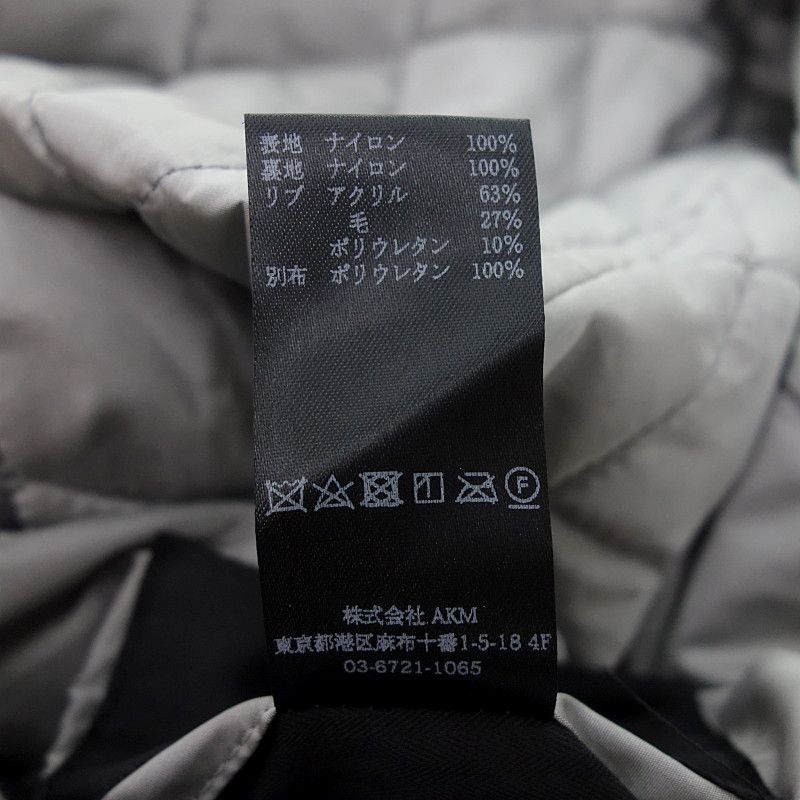 表地 ナイロン 100%
裏地 ナイロン 100%
リブ アクリル 63%
毛 27%
ポリウレタン 10%
別布 ポリウレタン 100%
F
株式会社 AKM
東京都港区麻布十番1-5-18 4F
03-6721-1065